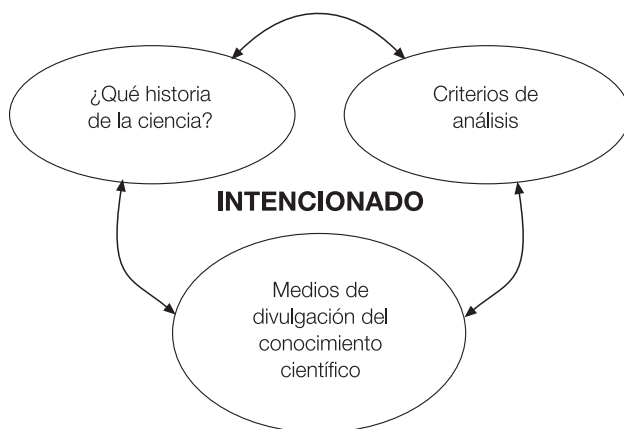 ¿Qué historia
de la ciencia?
Criterios de
análisis
INTENCIONADO
Medios de
divulgación del
conocimiento
científico